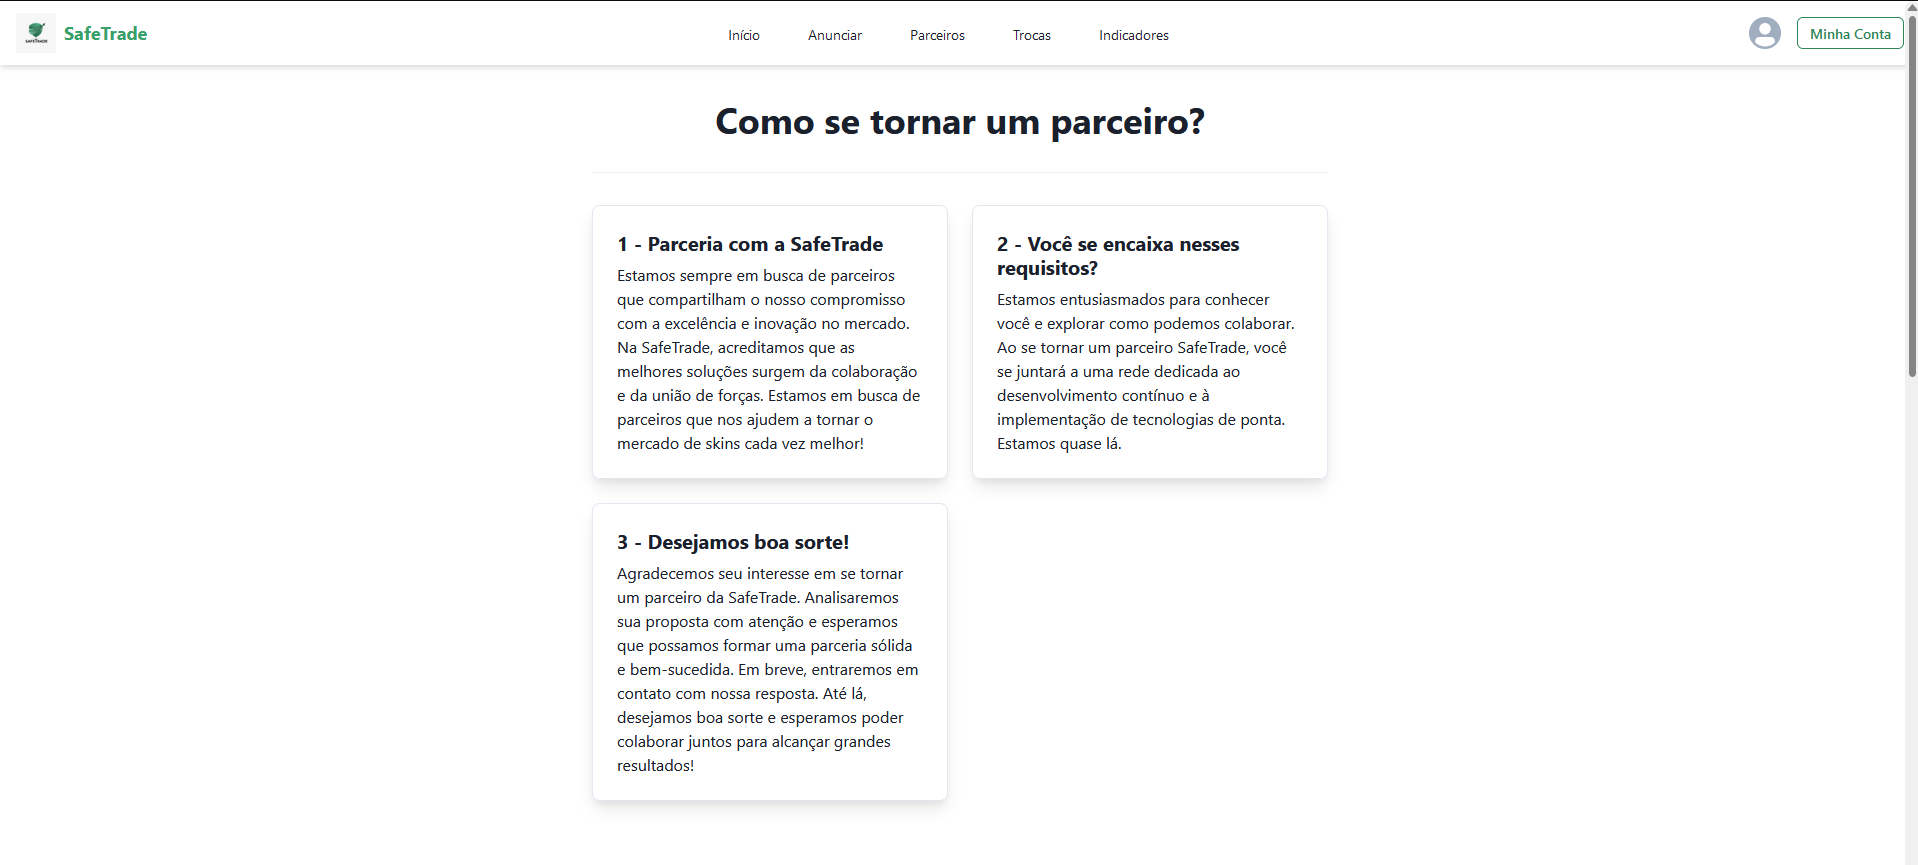 SAFETRADE
SafeTrade
Início
Anunciar
Parceiros
Trocas
Indicadores
Minha Conta
Como se tornar um parceiro?
1 - Parceria com a SafeTrade
Estamos sempre em busca de parceiros
que compartilham o nosso compromisso
com a excelência e inovação no mercado.
Na SafeTrade, acreditamos que as
melhores soluções surgem da colaboração
e da união de forças. Estamos em busca de
parceiros que nos ajudem a tornar o
mercado de skins cada vez melhor!
2 - Você se encaixa nesses
requisitos?
Estamos entusiasmados para conhecer
você e explorar como podemos colaborar.
Ao se tornar um parceiro SafeTrade, você
se juntará a uma rede dedicada ao
desenvolvimento contínuo e à
implementação de tecnologias de ponta.
Estamos quase lá.
3 - Desejamos boa sorte!
Agradecemos seu interesse em se tornar
um parceiro da SafeTrade. Analisaremos
sua proposta com atenção e esperamos
que possamos formar uma parceria sólida
e bem-sucedida. Em breve, entraremos em
contato com nossa resposta. Até lá,
desejamos boa sorte e esperamos poder
colaborar juntos para alcançar grandes
resultados!